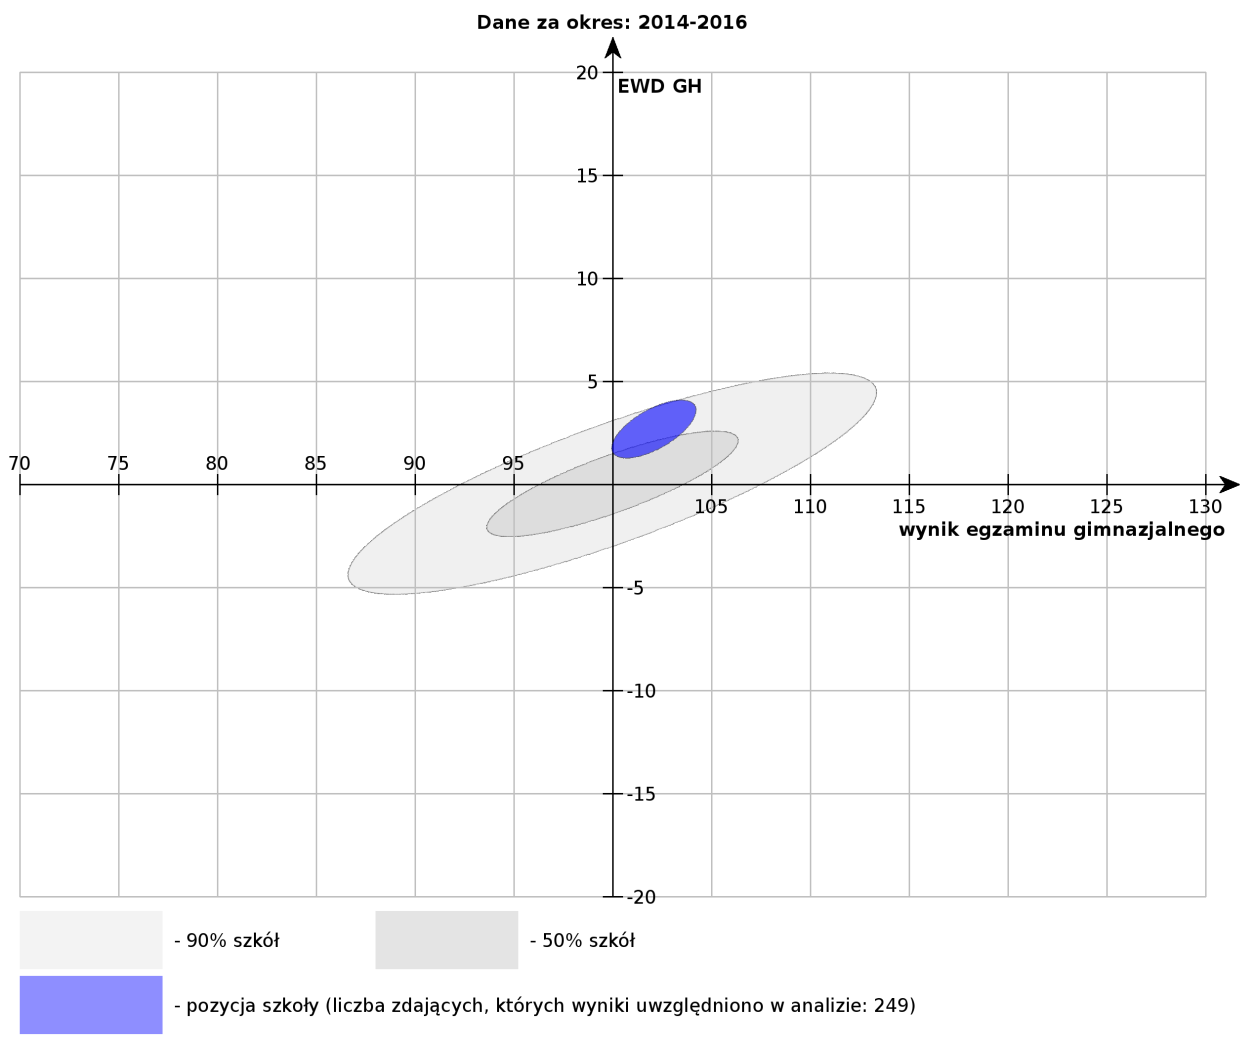 Dane za okres: 2014-2016
20
EWD GH
15
10
5
70 75 80 85 90 95
105 110 115 120 125 130
wynik egzaminu gimnazjalnego
-5
-10
-15
-20
- 90% szkół - 50% szkół
- pozycja szkoły (liczba zdających, których wyniki uwzględniono w analizie: 249)